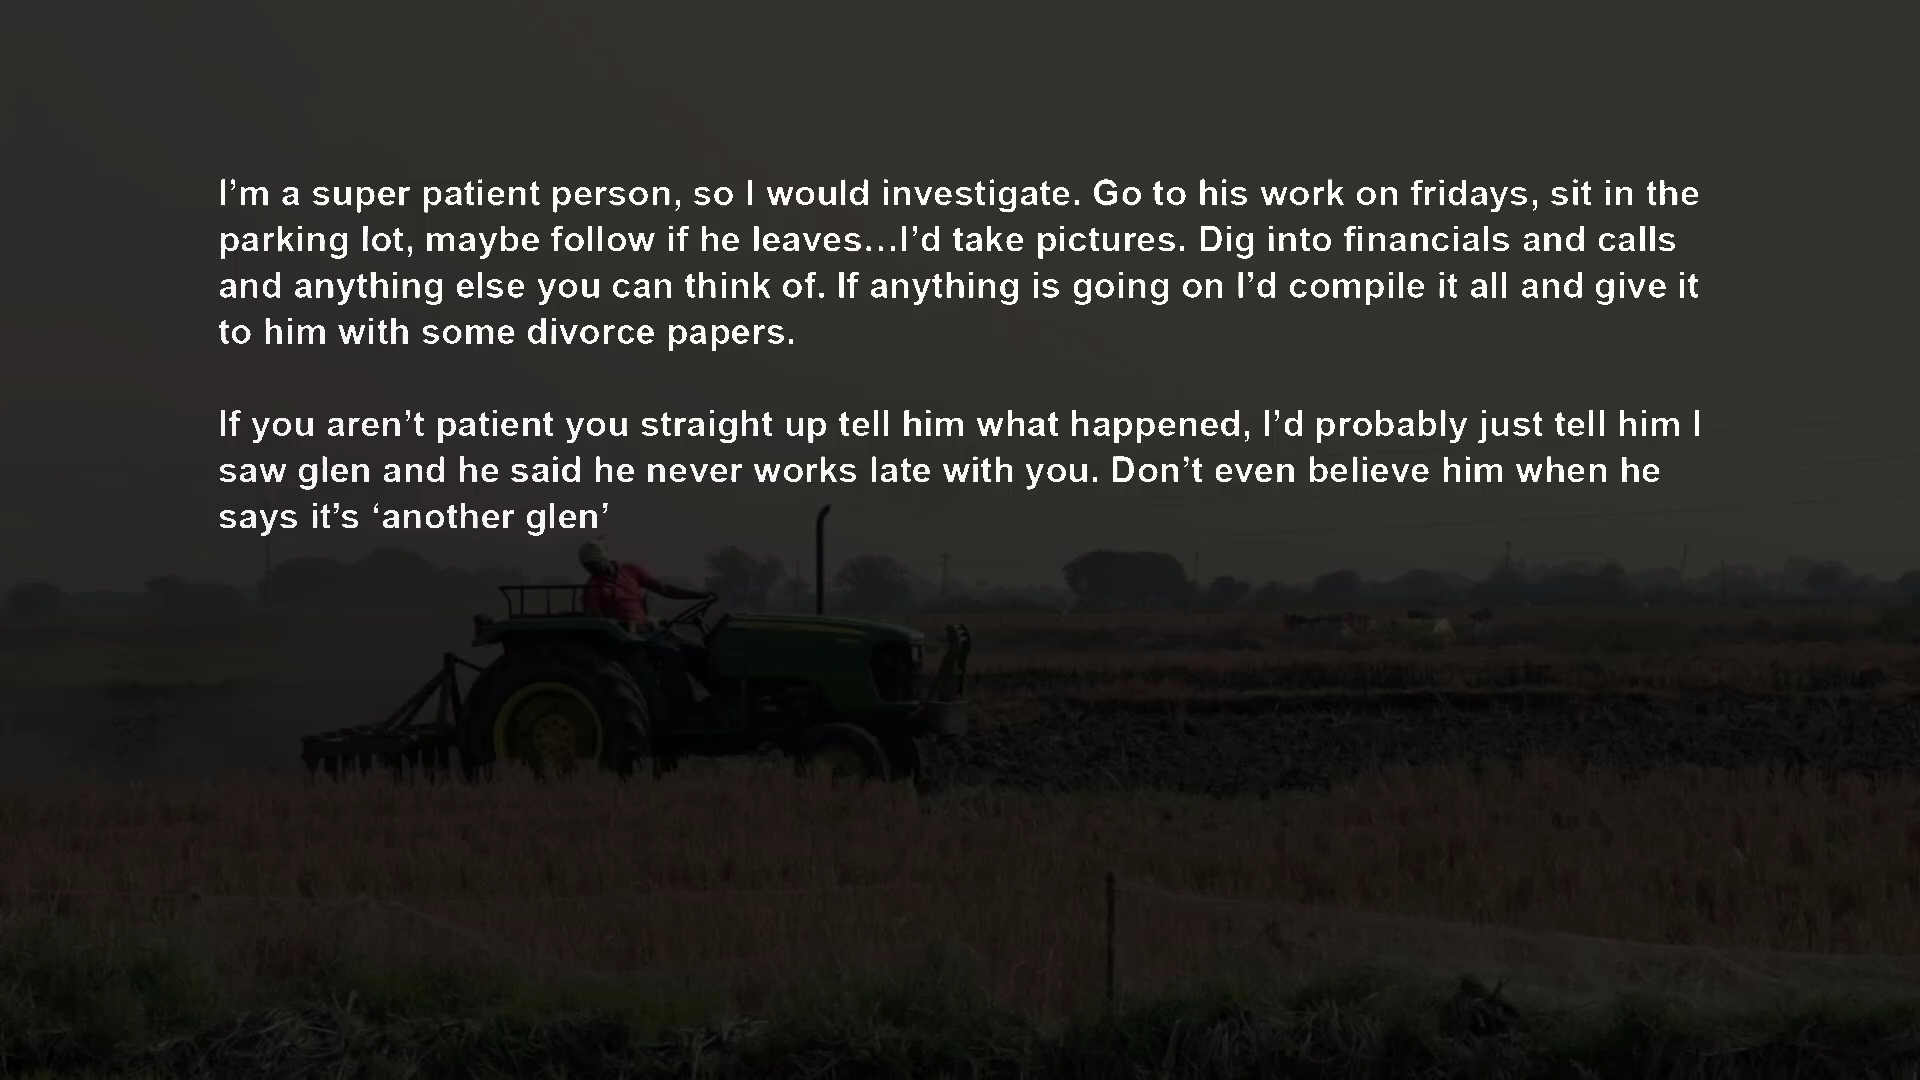 I’m a super patient person, so I would investigate. Go to his work on fridays, sit in the
parking lot, maybe follow if he leaves…I’d take pictures. Dig into financials and calls
and anything else you can think of. If anything is going on I’d compile it all and give it
to him with some divorce papers.
If you aren’t patient you straight up tell him what happened, I’d probably just tell him I
saw glen and he said he never works late with you. Don’t even believe him when he
says it’s ‘another glen’